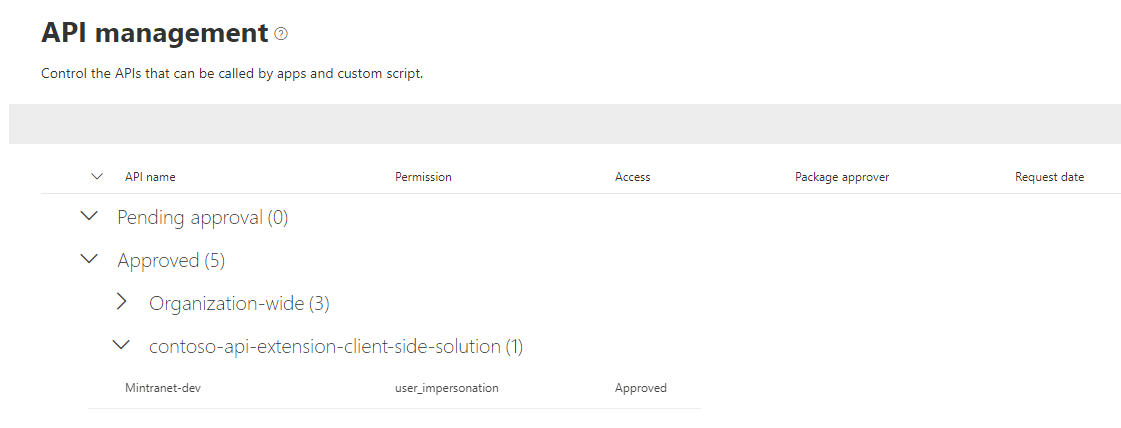 API management ?
Control the APIs that can be called by apps and custom script.
API name Permission Access Package approver Request date
Pending approval (0)
Approved (5)
Organization-wide (3)
contoso-api-extension-client-side-solution (1)
Mintranet-dev user_impersonation Approved